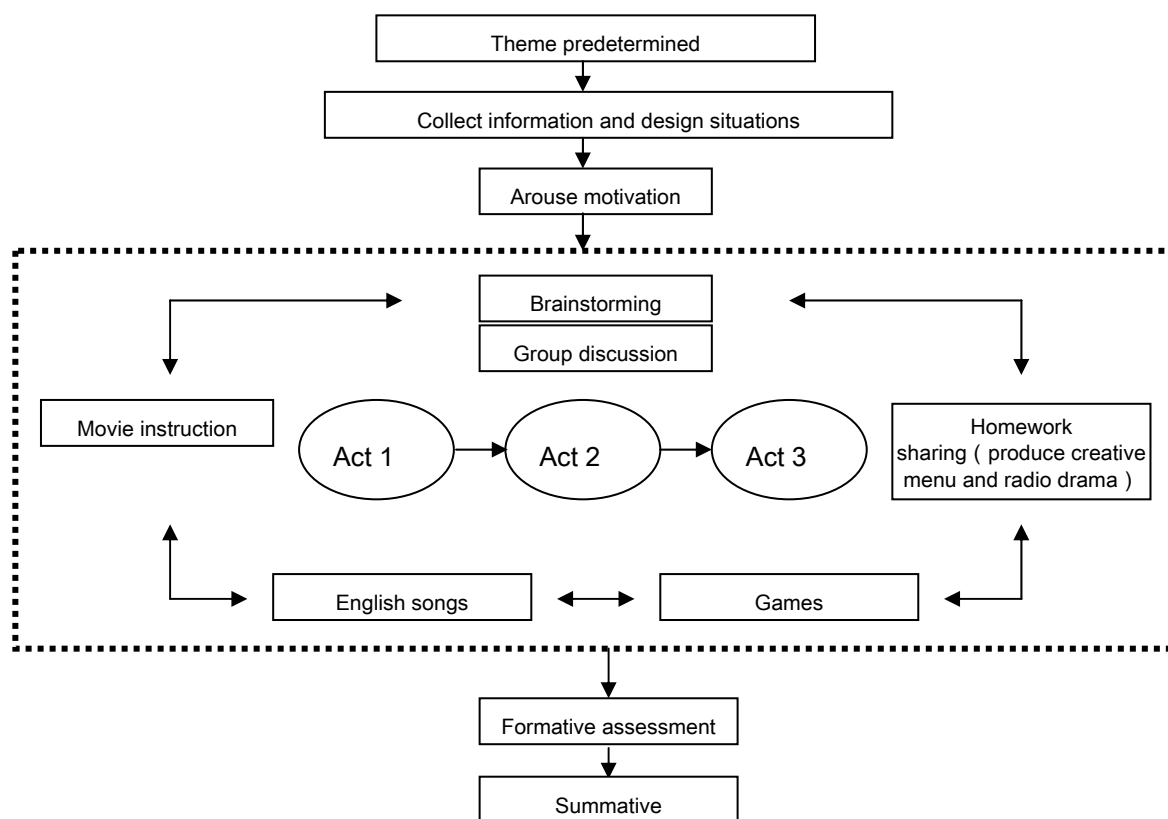 Theme predetermined
Collect information and design situations
Arouse motivation
Brainstorming
Group discussion
Movie instruction
Act 1
Act 2
Act 3
Homework
sharing ( produce creative
menu and radio drama )
English songs
Games
Formative assessment
Summative